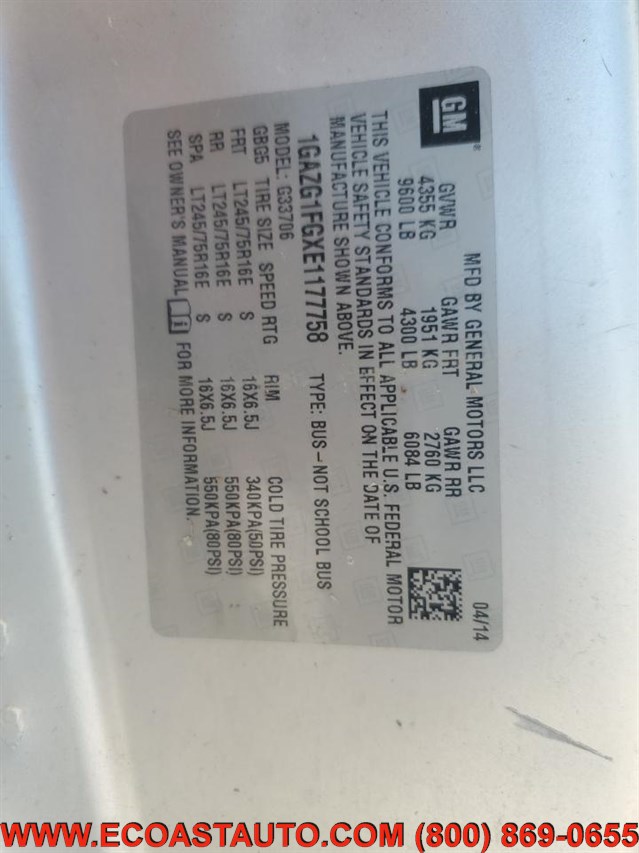 GM
MFD BY GENERAL MOTORS LLC 04/14
GVWR GAWR FRT GAWR RR
4355 KG 1951 KG 2760 KG
9600 LB 4300 LB 6084 LB
THIS VEHICLE CONFORMS TO ALL APPLICABLE U.S. FEDERAL MOTOR
VEHICLE SAFETY STANDARDS IN EFFECT ON THE DATE OF
MANUFACTURE SHOWN ABOVE.
1GAZG1FGXE1177758 TYPE: BUS-NOT SCHOOL BUS
MODEL: G33706
GBG5 TIRE SIZE SPEED RTG RIM COLD TIRE PRESSURE
FRT LT245/75R16E S 16X6.5J 340KPA(50PSI)
RR LT245/75R16E S 16X6.5J 550KPA(80PSI)
SPA LT245/75R16E S 16X6.5J 550KPA(80PSI)
SEE OWNER'S MANUAL i FOR MORE INFORMATION.
WWW.ECOASTAUTO.COM (800) 869-0655